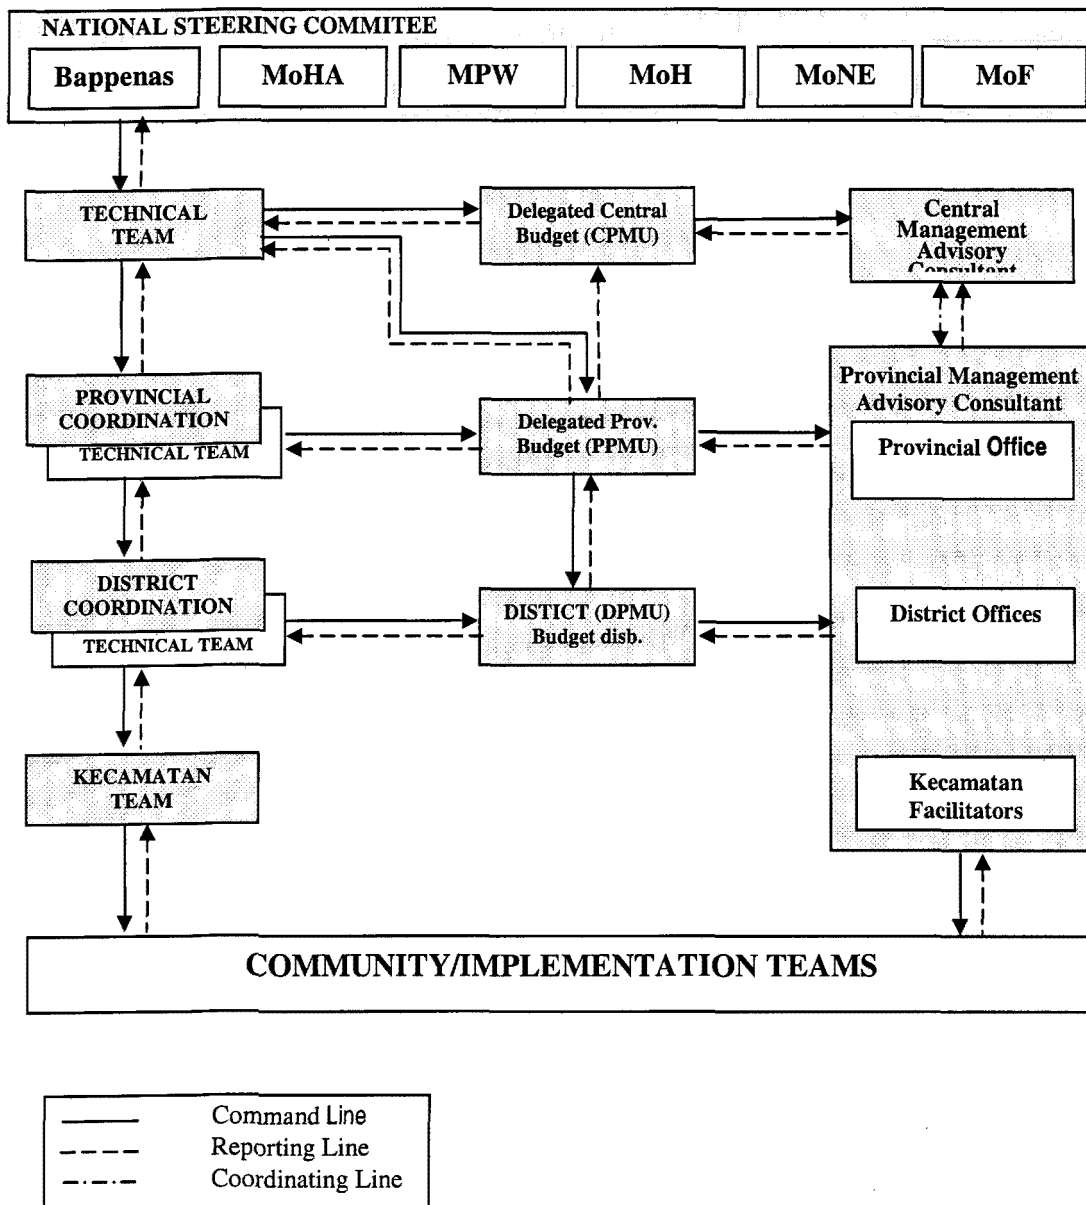 NATIONAL STEERING COMMITEE
Bappenas
MoHA
MPW
MoH
MoNE
MoF
TECHNICAL
TEAM
Delegated Central
Budget (CPMU)
Central
Management
Advisory
Consultant
PROVINCIAL
COORDINATION
TECHNICAL TEAM
Delegated Prov.
Budget (PPMU)
Provincial Management
Advisory Consultant
Provincial Office
DISTRICT
COORDINATION
TECHNICAL TEAM
DISTICT (DPMU)
Budget disb.
District Offices
KECAMATAN
TEAM
Kecamatan
Facilitators
COMMUNITY/IMPLEMENTATION TEAMS
Command Line
Reporting Line
Coordinating Line